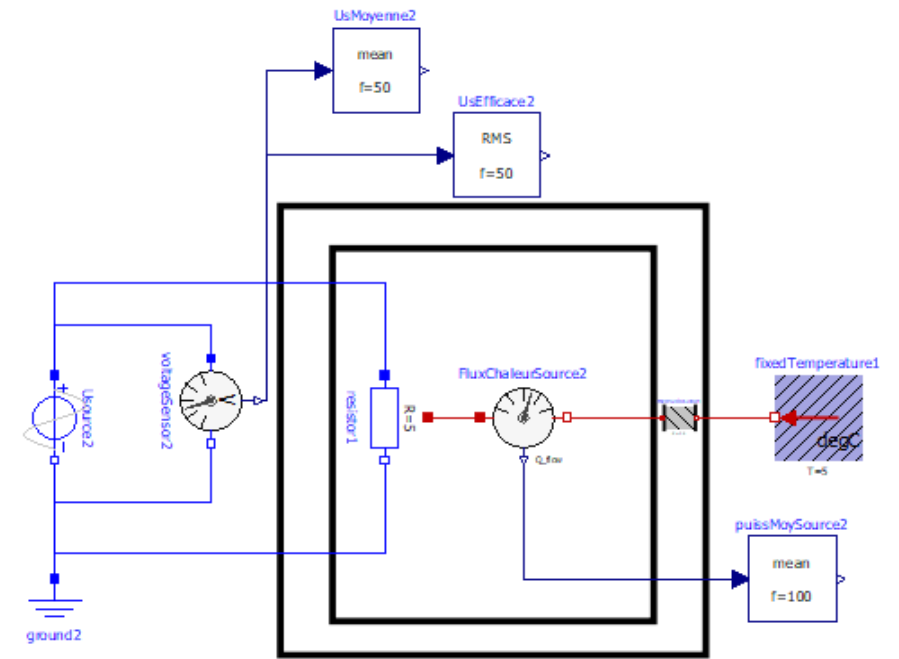 UsMoyenne2
mean
f=50
UsEfficace2
RMS
f=50
voltageSensor2
Usource2
+
-
resistor1
R=5
FluxChaleurSource2
Q_flow
fixedTemperature1
degC
T=5
puissMoySource2
mean
f=100
ground2